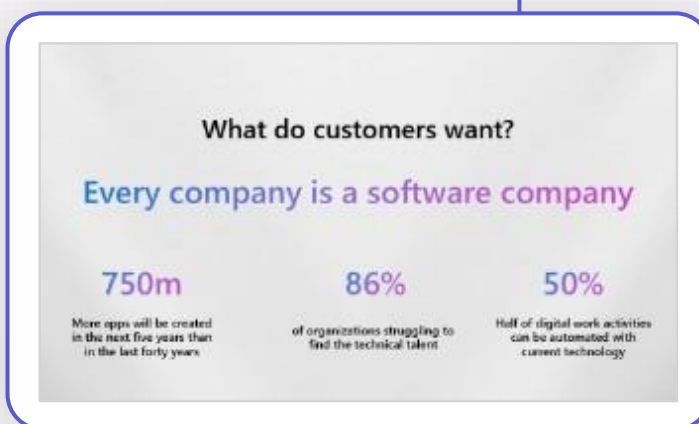 What do customers want?
Every company is a software company
750m
More apps will be created
in the next five years than
in the last forty years
86%
of organizations struggling to
find the technical talent
50%
Half of digital work activities
can be automated with
current technology